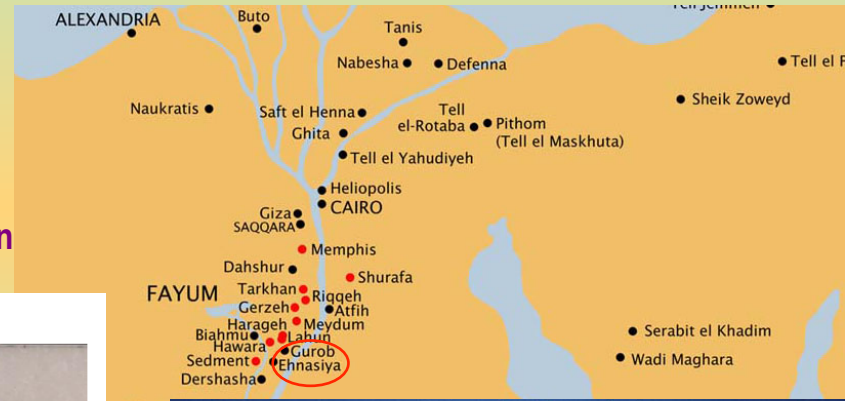 Tell Jemmeh
ALEXANDRIA
Buto
Tanis
Nabesha
Defenna
Tell el F
Naukratis
Saft el Henna
Ghita
Tell
el-Rotaba
Pithom
(Tell el Maskhuta)
Sheik Zoweyd
Tell el Yahudiyeh
Heliopolis
CAIRO
Giza
SAQQARA
n
Memphis
Dahshur
Shurafa
FAYUM
Tarkhan
Riqqeh
Gerzeh
Atfih
Harageh
Meydum
Biahmu
Lahun
Hawara
Gurob
Sedment
Ehnasiya
Dershasha
Serabit el Khadim
Wadi Maghara